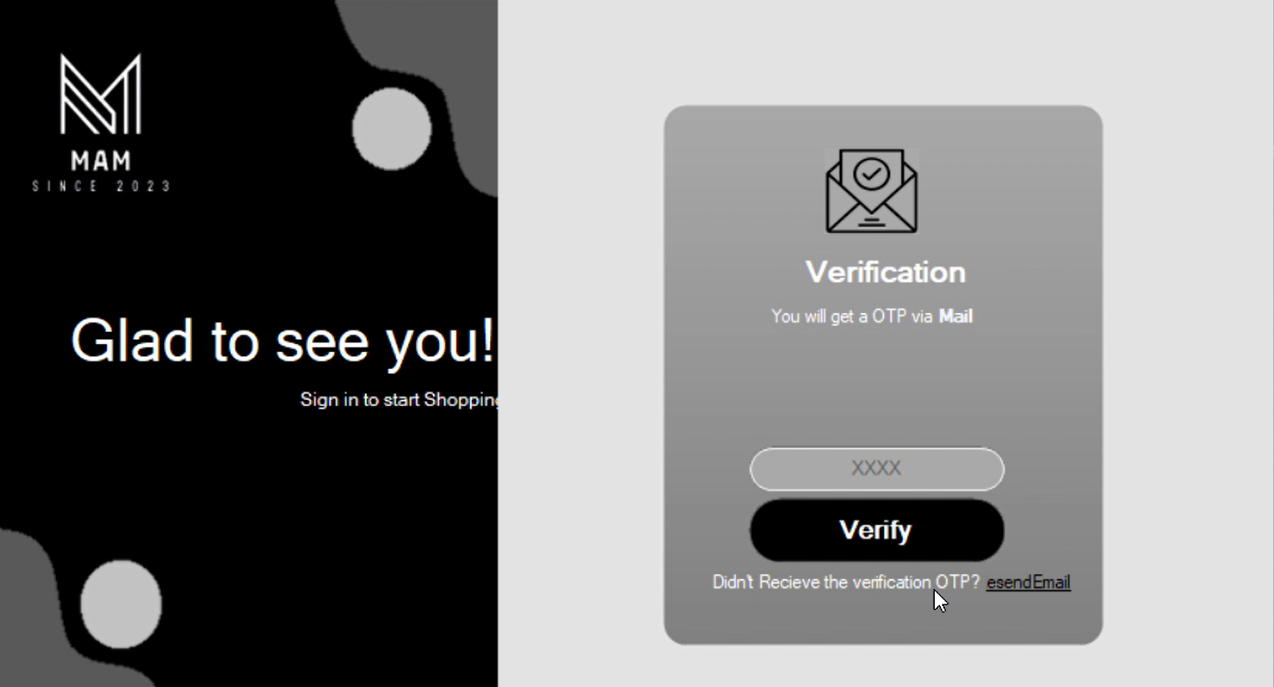 MAM
SINCE 2023
Glad to see you!
Sign in to start Shopping
Verification
You will get a OTP via Mail
XXXX
Verify
Didn't Recieve the verification OTP? esendEmail